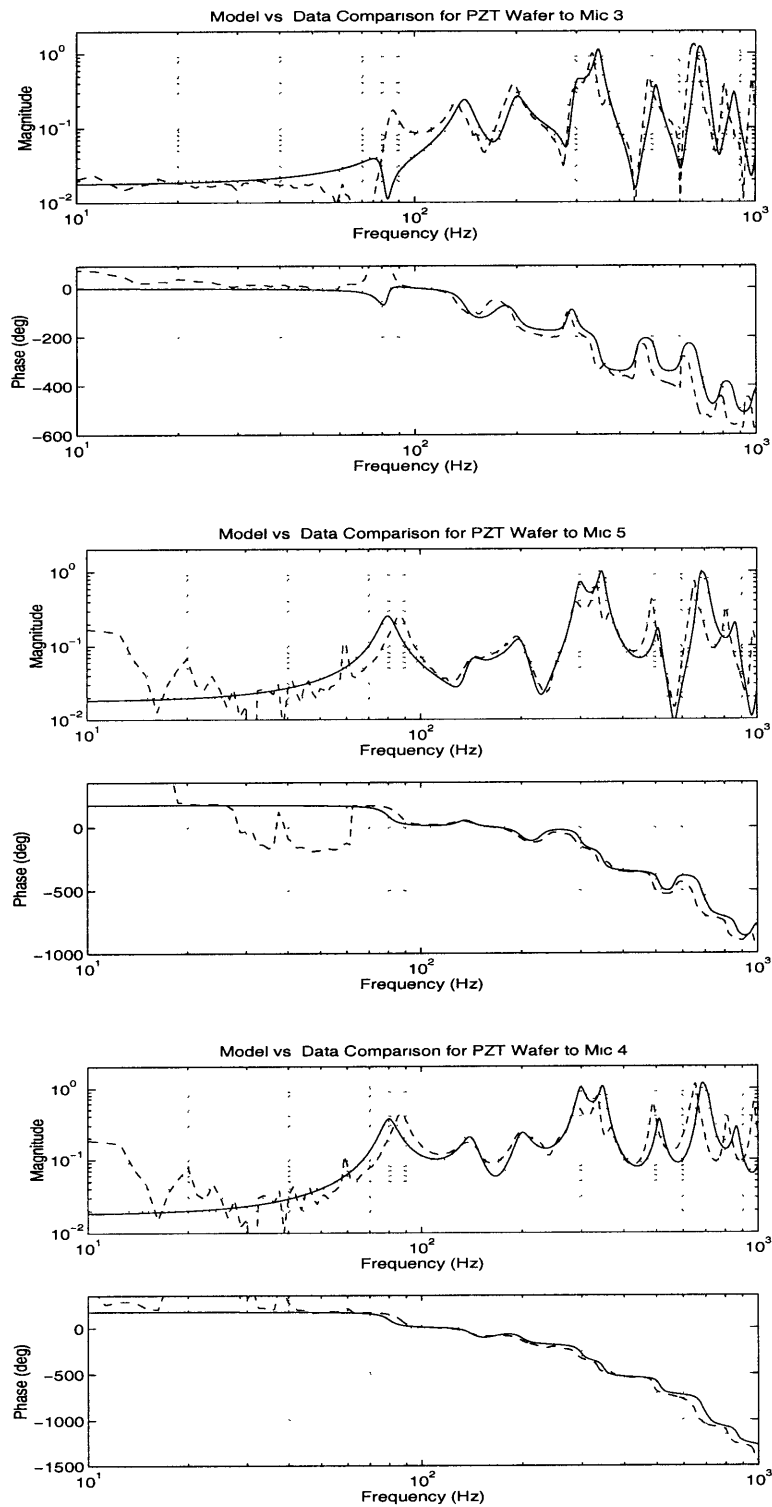 Model vs Data Comparison for PZT Wafer to Mic 3
10^0
10^-1
10^-2
Magnitude
10^1
10^2
10^3
Frequency (Hz)
0
-200
-400
-600
Phase (deg)
10^1
10^2
10^3
Frequency (Hz)
Model vs Data Comparison for PZT Wafer to Mic 5
10^0
10^-1
10^-2
Magnitude
10^1
10^2
10^3
Frequency (Hz)
0
-500
-1000
Phase (deg)
10^1
10^2
10^3
Frequency (Hz)
Model vs Data Comparison for PZT Wafer to Mic 4
10^0
10^-1
10^-2
Magnitude
10^1
10^2
10^3
Frequency (Hz)
0
-500
-1000
-1500
Phase (deg)
10^1
10^2
10^3
Frequency (Hz)